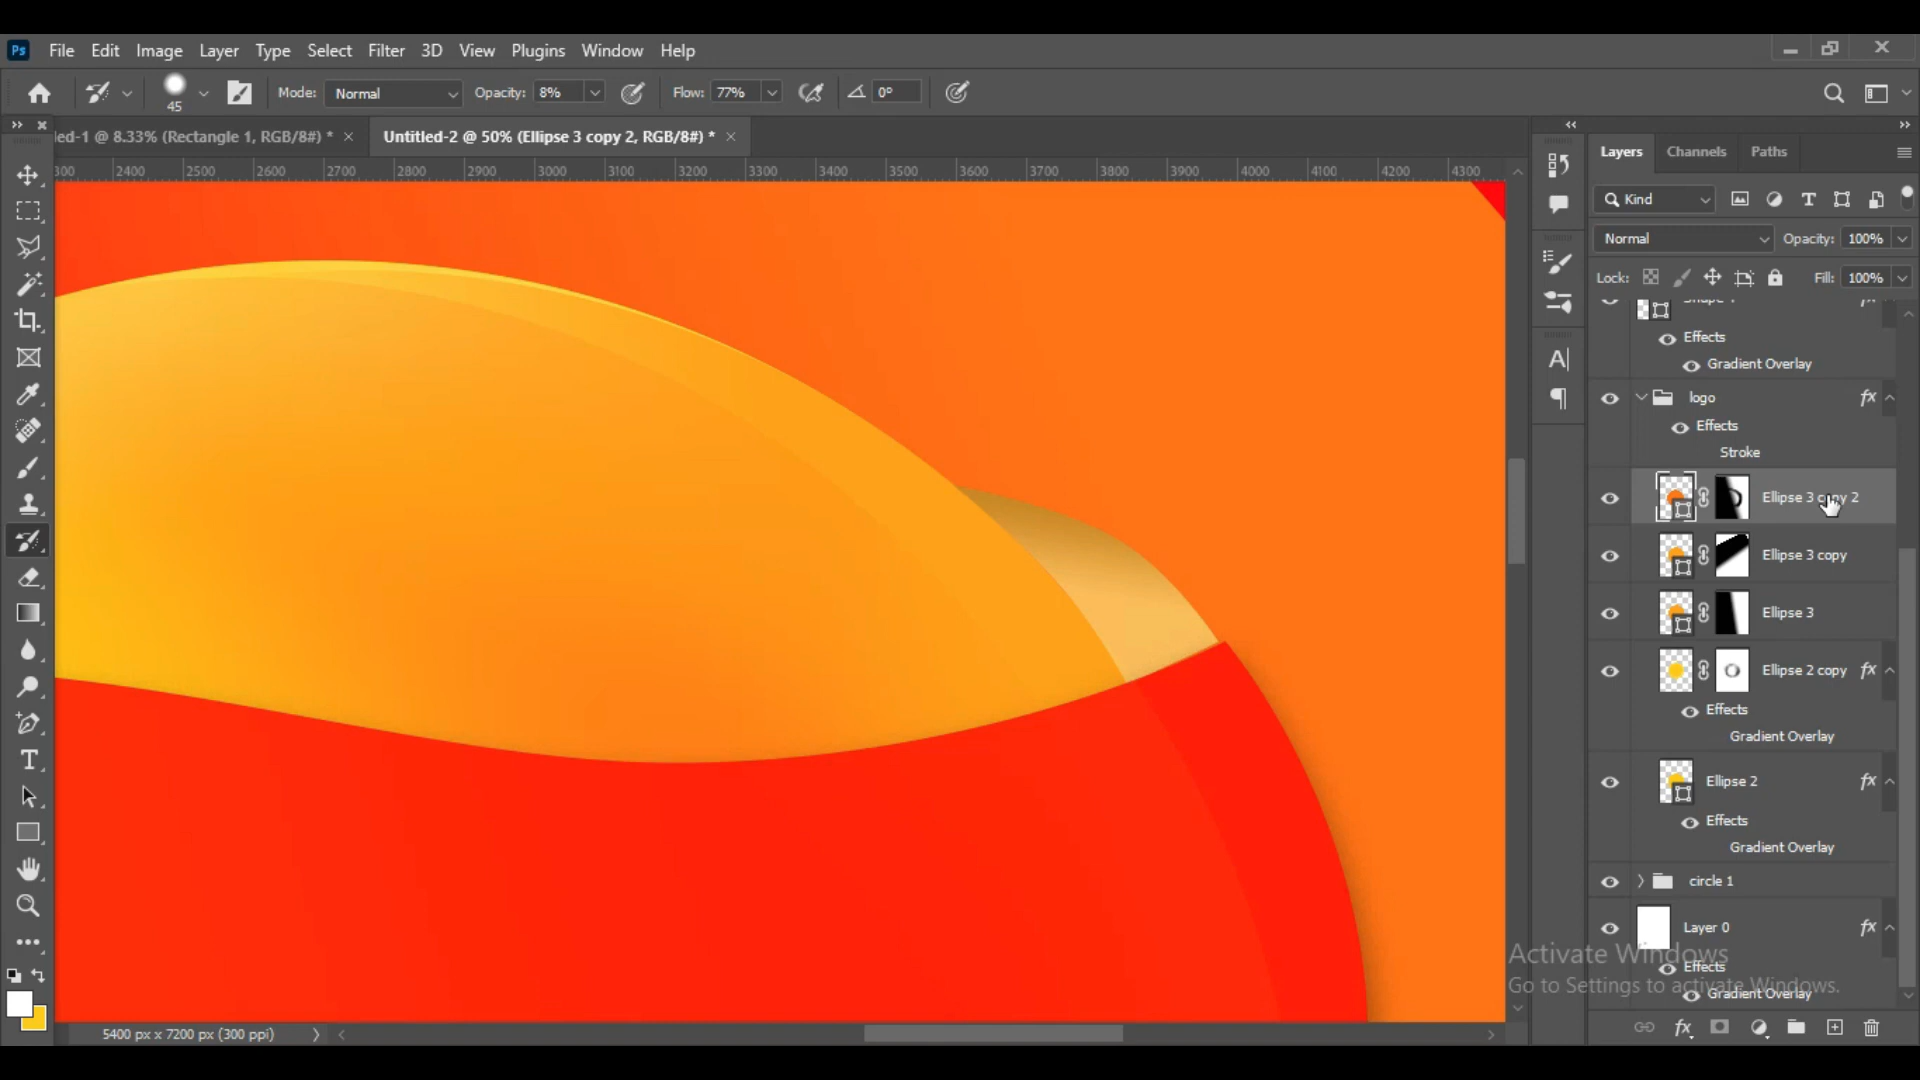 Ps File Edit Image Layer Type Select Filter 3D View Plugins Window Help
45 Mode: Normal Opacity: 8% Flow: 77% 0°
led-1 @ 8.33% (Rectangle 1, RGB/8#) * × Untitled-2 @ 50% (Ellipse 3 copy 2, RGB/8#) * ×
300 2400 2500 2600 2700 2800 2900 3000 3100 3200 3300 3400 3500 3600 3700 3800 3900 4000 4100 4200 4300
Layers Channels Paths
Kind
Normal Opacity: 100%
Lock: Fill: 100%
Effects
Gradient Overlay
logo fx
Effects
Stroke
Ellipse 3 copy 2
Ellipse 3 copy
Ellipse 3
Ellipse 2 copy fx
Effects
Gradient Overlay
Ellipse 2 fx
Effects
Gradient Overlay
circle 1
Layer 0 fx
Effects
Gradient Overlay
Activate Windows
Go to Settings to activate Windows.
5400 px x 7200 px (300 ppi)